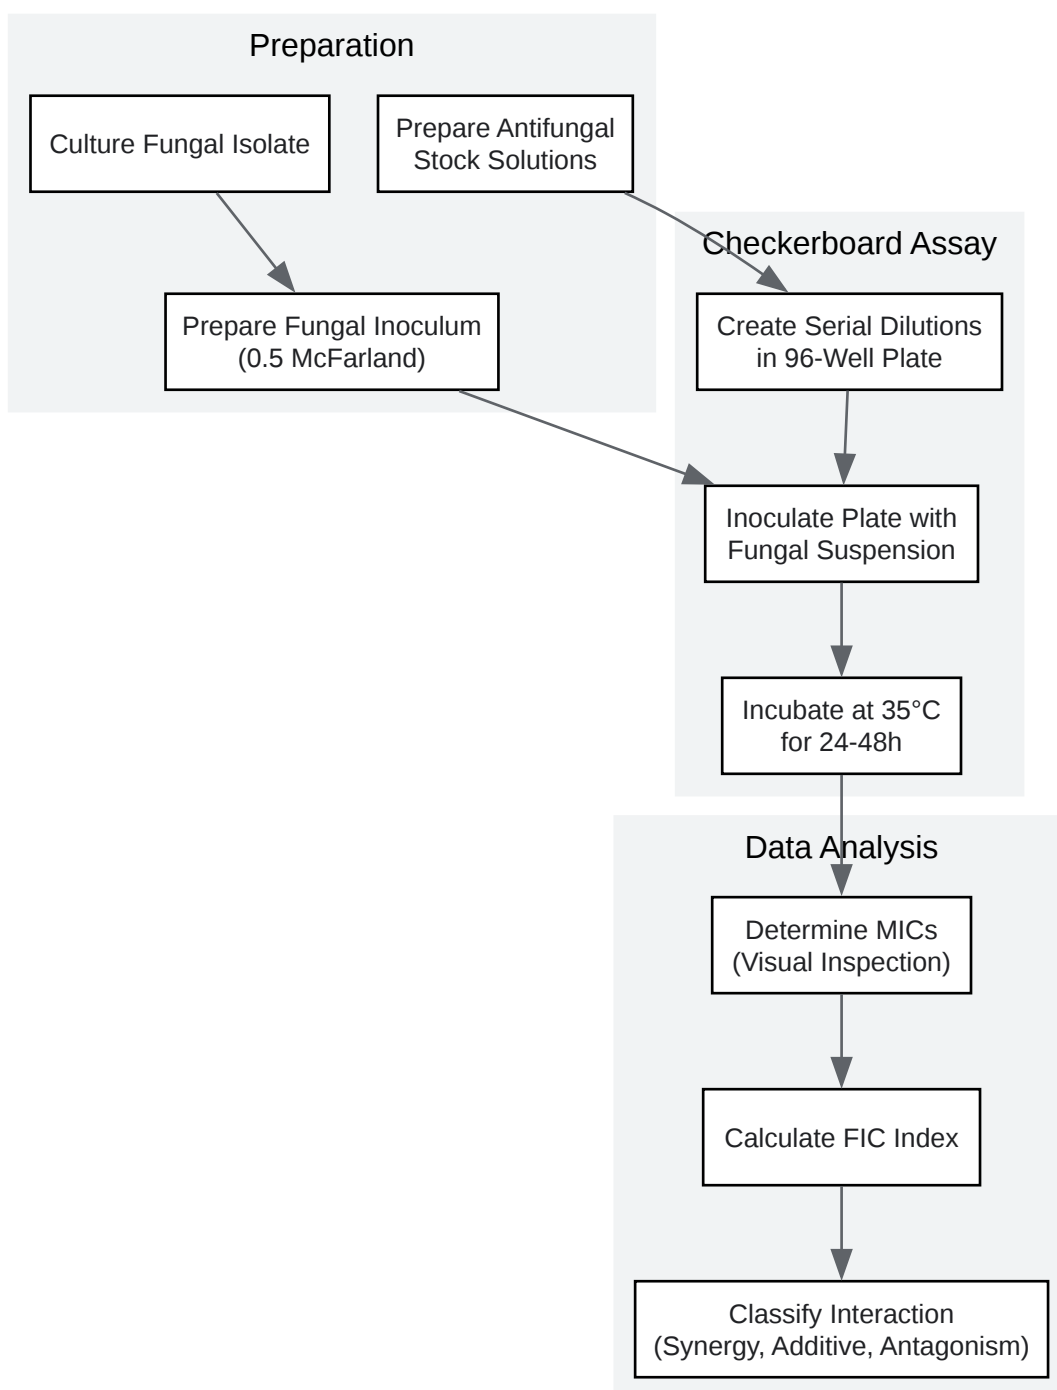 Preparation
Culture Fungal Isolate
Prepare Antifungal
Stock Solutions
Prepare Fungal Inoculum
(0.5 McFarland)
Checkerboard Assay
Create Serial Dilutions
in 96-Well Plate
Inoculate Plate with
Fungal Suspension
Incubate at 35°C
for 24-48h
Data Analysis
Determine MICs
(Visual Inspection)
Calculate FIC Index
Classify Interaction
(Synergy, Additive, Antagonism)